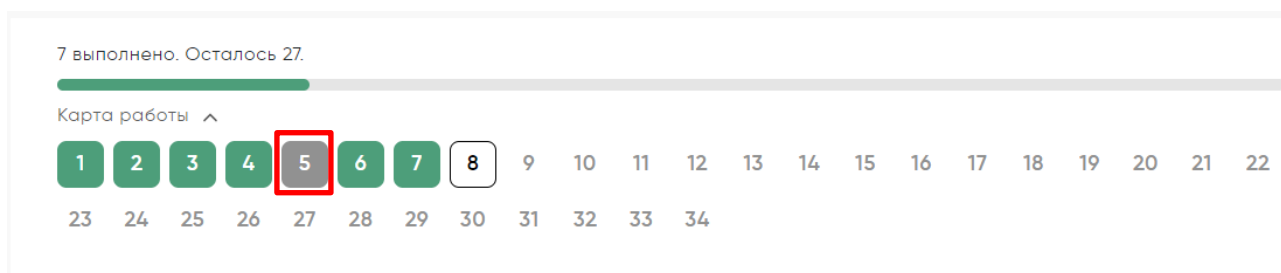 7 выполнено. Осталось 27.
Карта работы
1 2 3 4 5 6 7 8 9 10 11 12 13 14 15 16 17 18 19 20 21 22
23 24 25 26 27 28 29 30 31 32 33 34